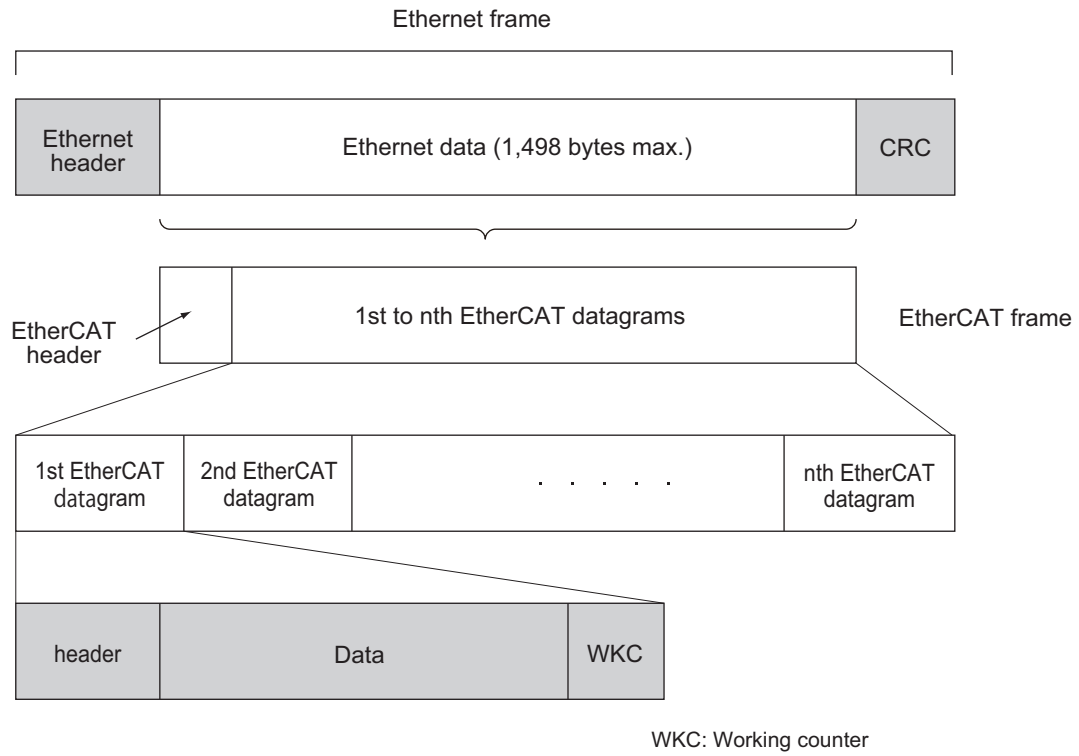 Ethernet frame
Ethernet
header
Ethernet data (1,498 bytes max.)
CRC
EtherCAT
header
1st to nth EtherCAT datagrams
EtherCAT frame
1st EtherCAT
datagram
2nd EtherCAT
datagram
. . . . .
nth EtherCAT
datagram
header
Data
WKC
WKC: Working counter